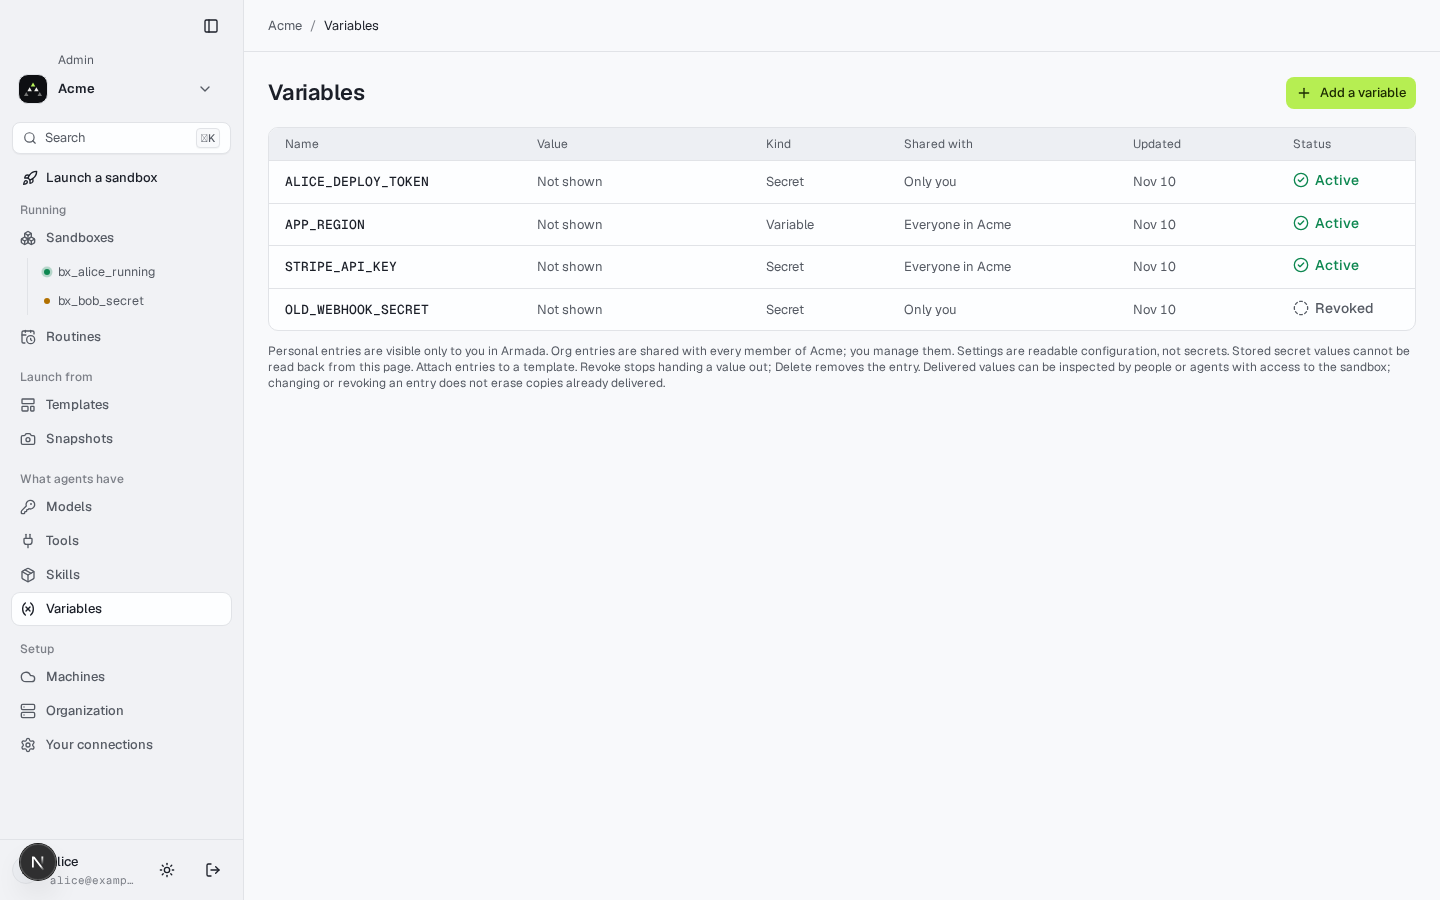 Admin
Acme
Search
K
Launch a sandbox
Running
Sandboxes
bx_alice_running
bx_bob_secret
Routines
Launch from
Templates
Snapshots
What agents have
Models
Tools
Skills
Variables
Setup
Machines
Organization
Your connections
N
lice
alice@examp…
Acme / Variables
Variables
Add a variable
Name Value Kind Shared with Updated Status
ALICE_DEPLOY_TOKEN Not shown Secret Only you Nov 10 Active
APP_REGION Not shown Variable Everyone in Acme Nov 10 Active
STRIPE_API_KEY Not shown Secret Everyone in Acme Nov 10 Active
OLD_WEBHOOK_SECRET Not shown Secret Only you Nov 10 Revoked
Personal entries are visible only to you in Armada. Org entries are shared with every member of Acme; you manage them. Settings are readable configuration, not secrets. Stored secret values cannot be
read back from this page. Attach entries to a template. Revoke stops handing a value out; Delete removes the entry. Delivered values can be inspected by people or agents with access to the sandbox;
changing or revoking an entry does not erase copies already delivered.